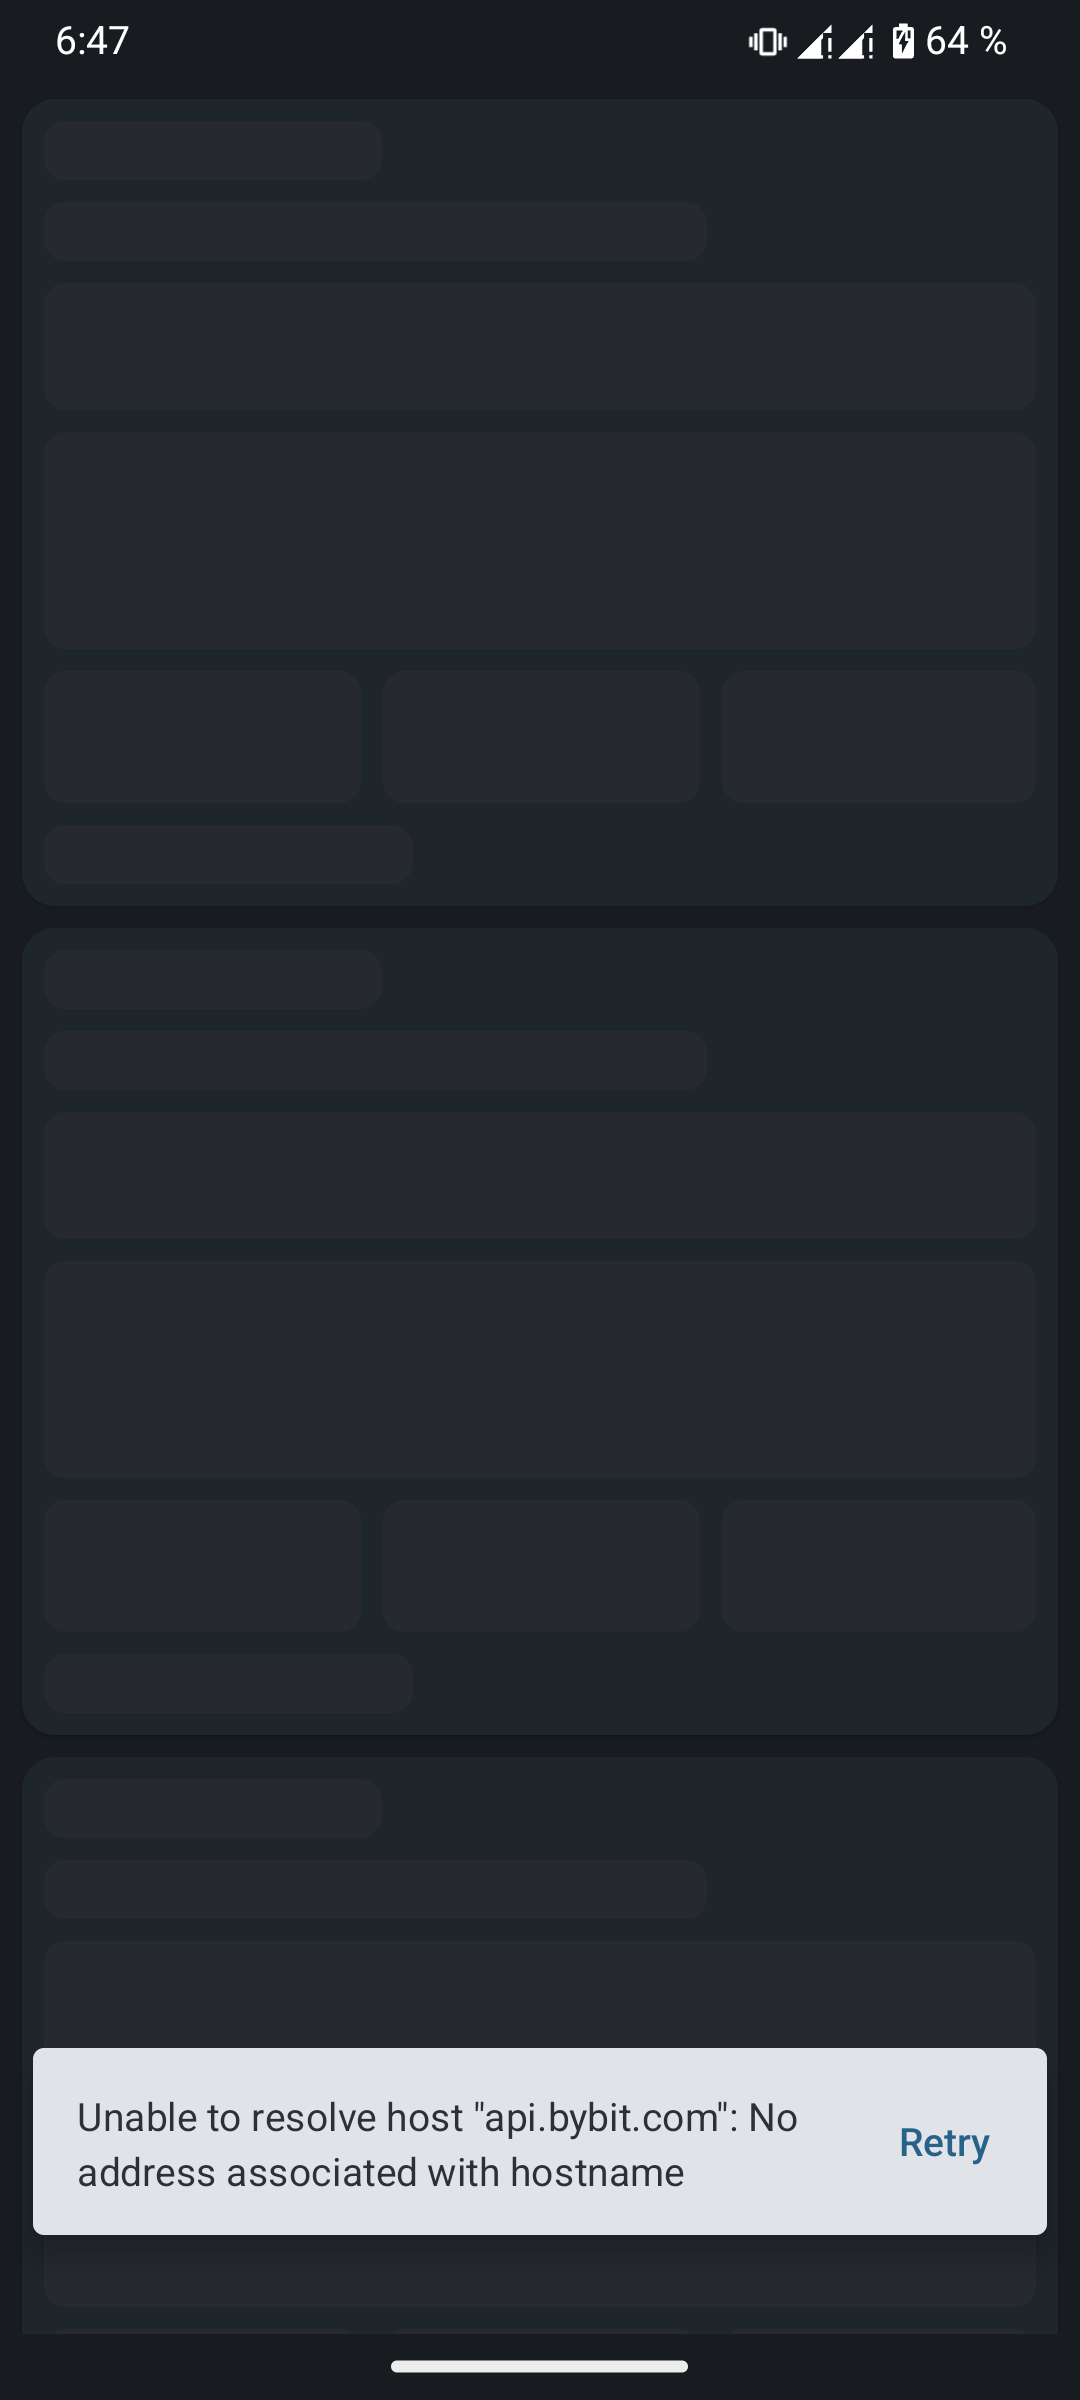 6:47
64 %
Unable to resolve host "api.bybit.com": No
address associated with hostname
Retry